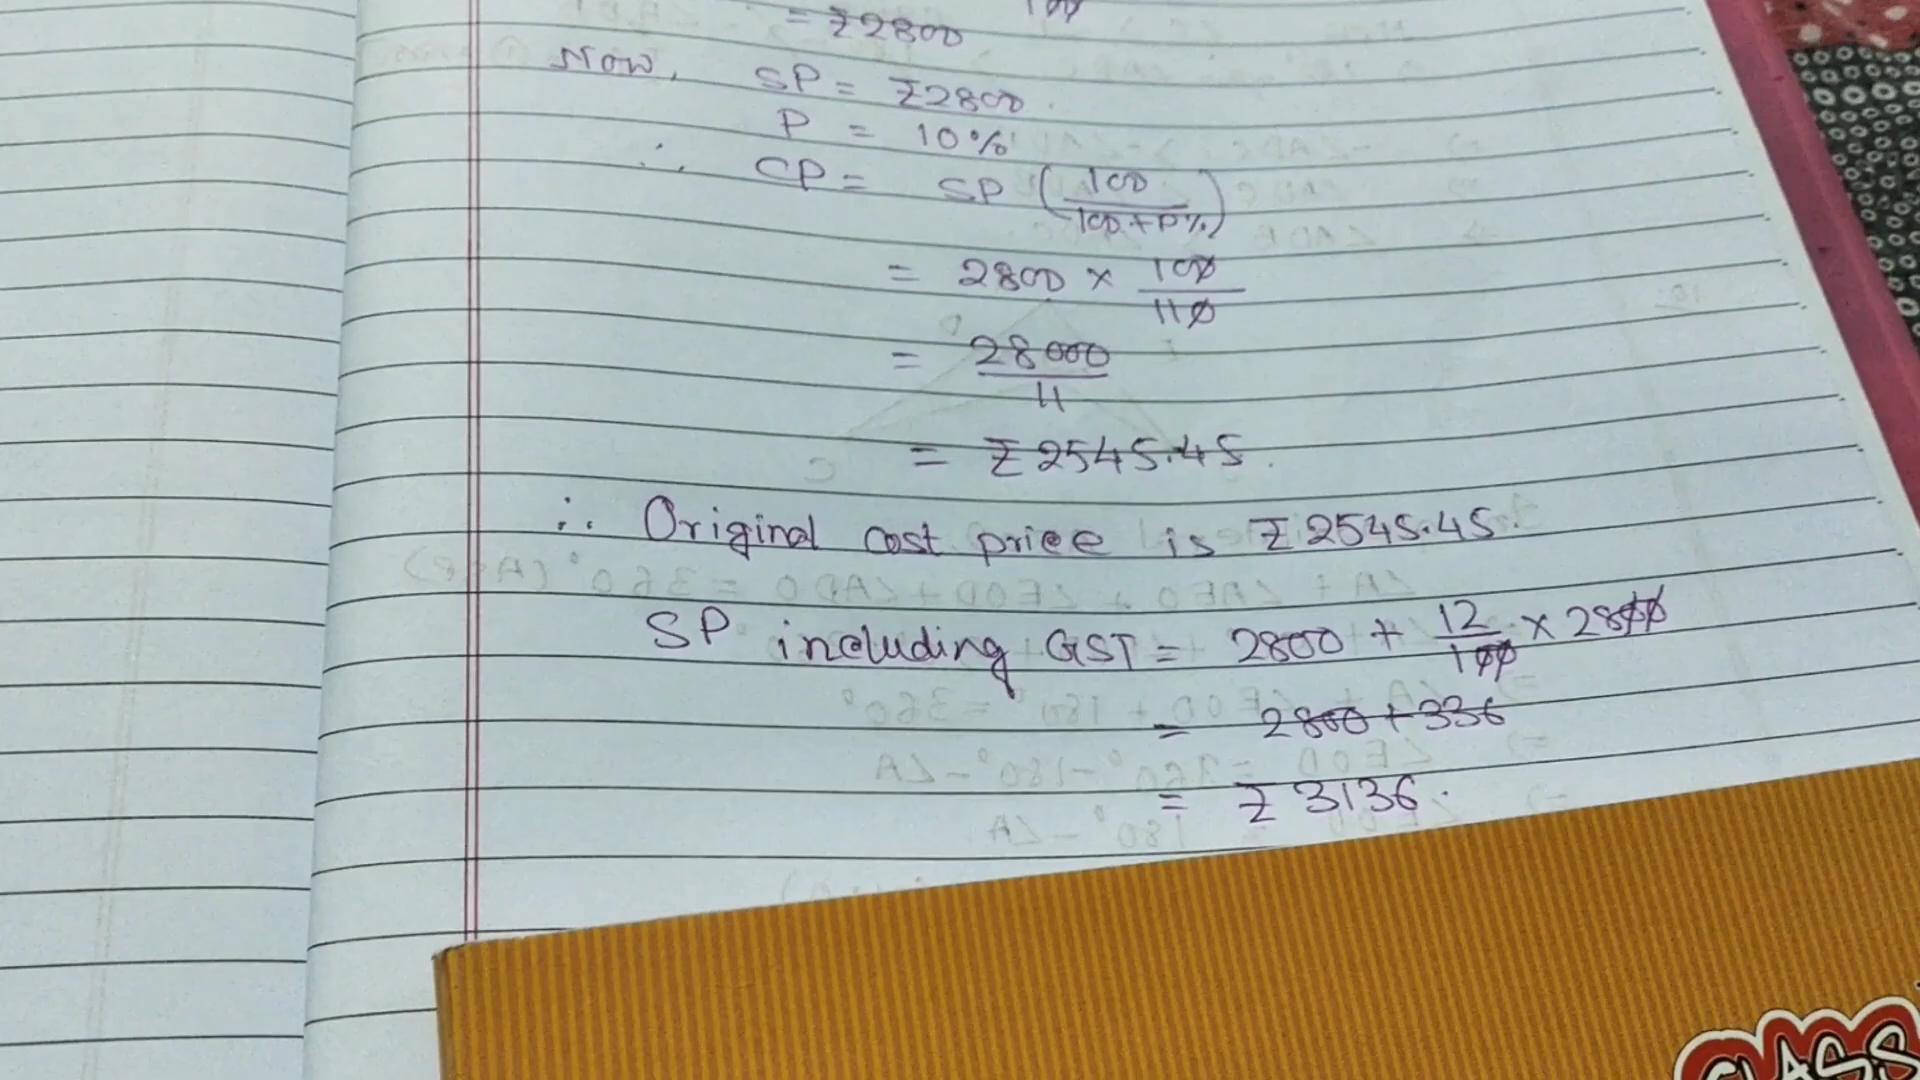 = ₹2800
Now, SP = ₹2800.
P = 10%
∴ CP = SP (100/100+P%)
= 2800 × 100/110
= 28000/11
= ₹2545.45.
∴ Original cost price is ₹2545.45.
SP including GST = 2800 + 12/100 × 2800
= 2800+336
= ₹3136.
CLASS